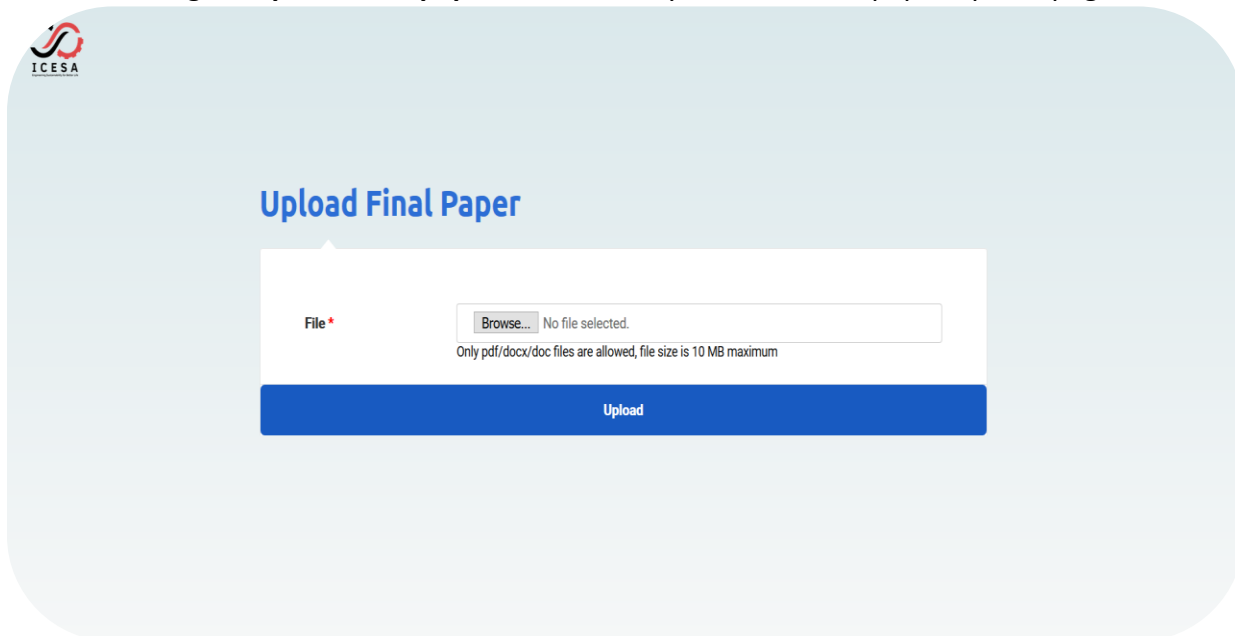 ICESA
Upload Final Paper
File *
Browse... No file selected.
Only pdf/docx/doc files are allowed, file size is 10 MB maximum
Upload